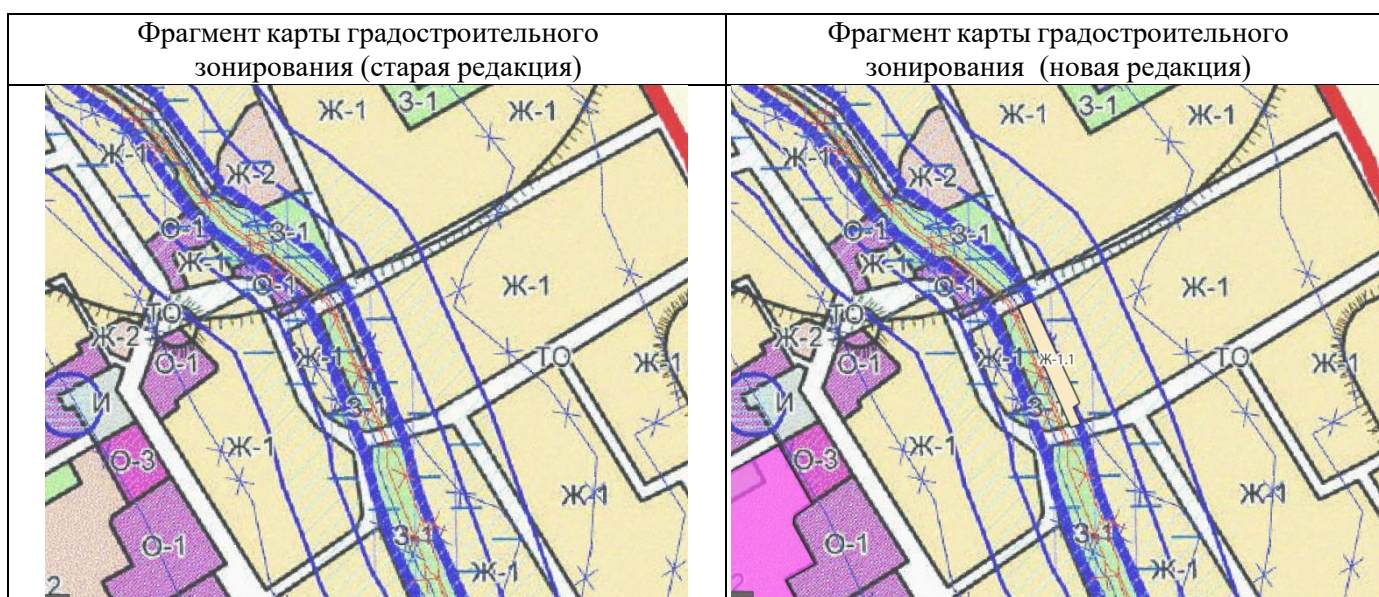 Фрагмент карты градостроительного
зонирования (старая редакция)
Фрагмент карты градостроительного
зонирования (новая редакция)
Ж-1
З-1
Ж-1
Ж-1
Ж-2
О-1
З-1
Ж-1
О-1
Ж-1
ТО
Ж-2
О-1
Ж-1
ТО
Ж-1
И
З-1
Ж-1
О-3
Ж-1
О-1
З-1
Ж-1
2
Ж-1
З-1
Ж-1
Ж-1
Ж-2
О-1
З-1
Ж-1
О-1
Ж-1
ТО
Ж-2
О-1
Ж-1
Ж-1.1
ТО
Ж-1
И
З-1
Ж-1
О-3
Ж-1
О-1
З-1
Ж-1
2